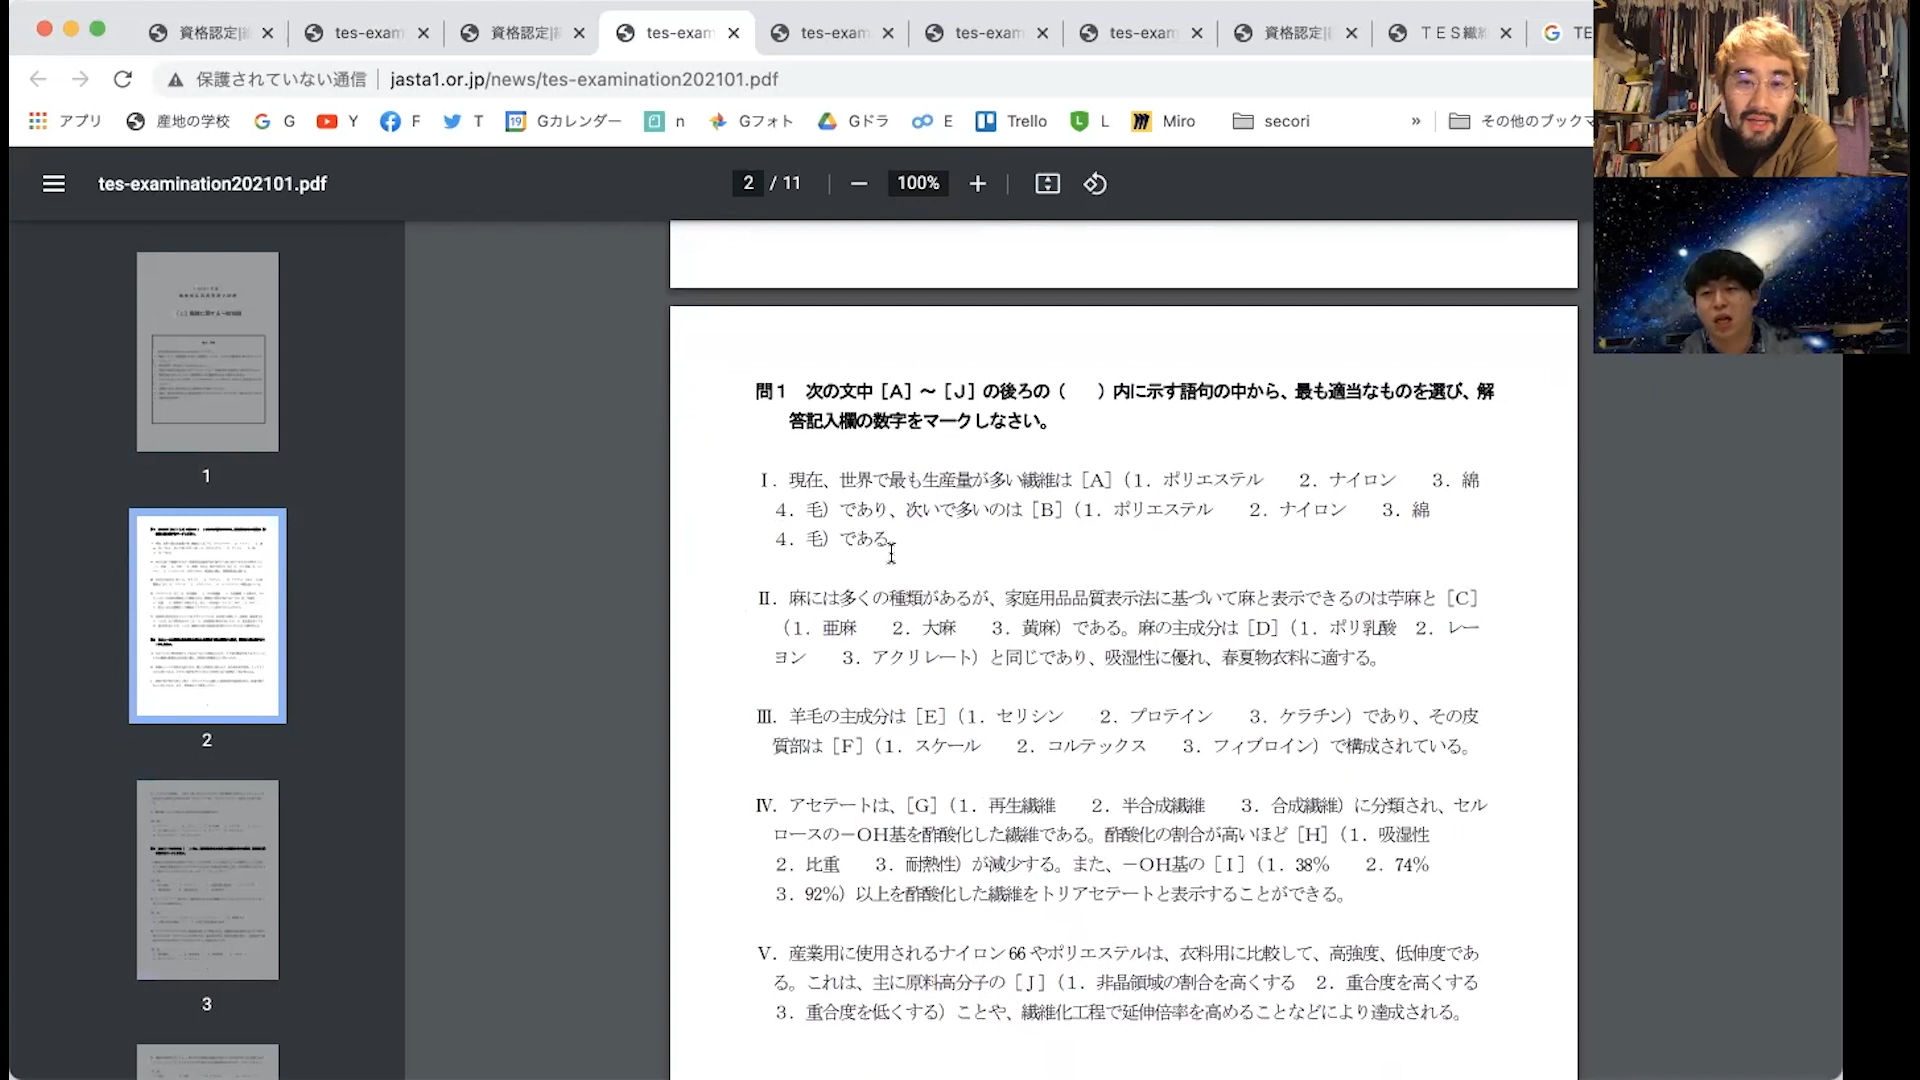 資格認定|
tes-exam
資格認定|
tes-exam
tes-exam
tes-exam
tes-exam
資格認定|
TES繊
TE
保護されていない通信 | jasta1.or.jp/news/tes-examination202101.pdf
アプリ 産地の学校 G Y F T Gカレンダー n Gフォト Gドラ E Trello L Miro secori » その他のブックマ
tes-examination202101.pdf
2 / 11
100%
1
2
3
問1 次の文中［A］～［J］の後ろの（ ）内に示す語句の中から、最も適当なものを選び、解
答記入欄の数字をマークしなさい。
Ⅰ．現在、世界で最も生産量が多い繊維は［A］（1．ポリエステル 2．ナイロン 3．綿
4．毛）であり、次いで多いのは［B］（1．ポリエステル 2．ナイロン 3．綿
4．毛）である。
Ⅱ．麻には多くの種類があるが、家庭用品品質表示法に基づいて麻と表示できるのは苧麻と［C］
（1．亜麻 2．大麻 3．黄麻）である。麻の主成分は［D］（1．ポリ乳酸 2．レー
ヨン 3．アクリレート）と同じであり、吸湿性に優れ、春夏物衣料に適する。
Ⅲ．羊毛の主成分は［E］（1．セリシン 2．プロテイン 3．ケラチン）であり、その皮
質部は［F］（1．スケール 2．コルテックス 3．フィブロイン）で構成されている。
Ⅳ．アセテートは、［G］（1．再生繊維 2．半合成繊維 3．合成繊維）に分類され、セル
ロースの－OH基を酢酸化した繊維である。酢酸化の割合が高いほど［H］（1．吸湿性
2．比重 3．耐熱性）が減少する。また、－OH基の［I］（1．38% 2．74%
3．92%）以上を酢酸化した繊維をトリアセテートと表示することができる。
Ⅴ．産業用に使用されるナイロン66やポリエステルは、衣料用に比較して、高強度、低伸度であ
る。これは、主に原料高分子の［J］（1．非晶領域の割合を高くする 2．重合度を高くする
3．重合度を低くする）ことや、繊維化工程で延伸倍率を高めることなどにより達成される。